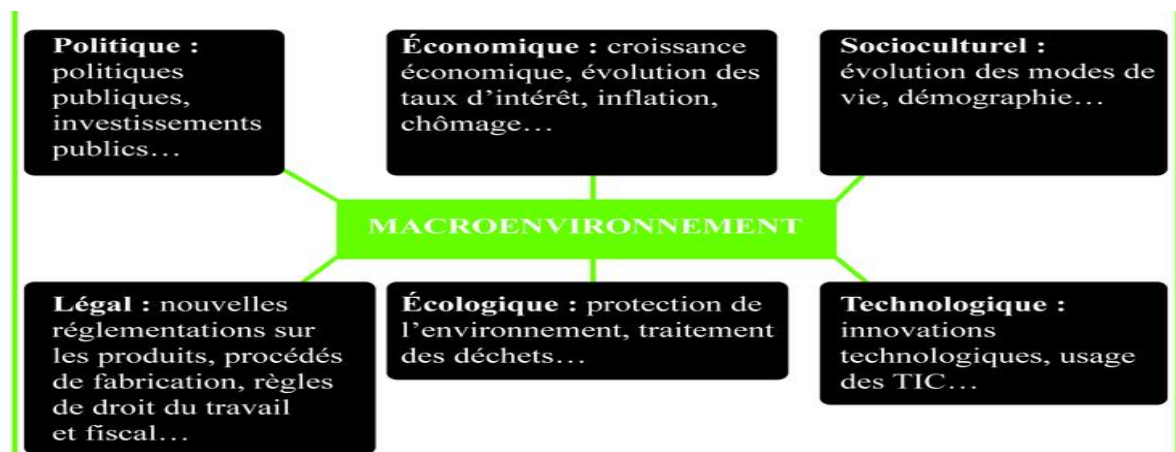 Politique :
politiques
publiques,
investissements
publics…
Économique : croissance
économique, évolution des
taux d’intérêt, inflation,
chômage…
Socioculturel :
évolution des modes de
vie, démographie…
MACROENVIRONNEMENT
Légal : nouvelles
réglementations sur
les produits, procédés
de fabrication, règles
de droit du travail
et fiscal…
Écologique : protection de
l’environnement, traitement
des déchets…
Technologique :
innovations
technologiques, usage
des TIC…